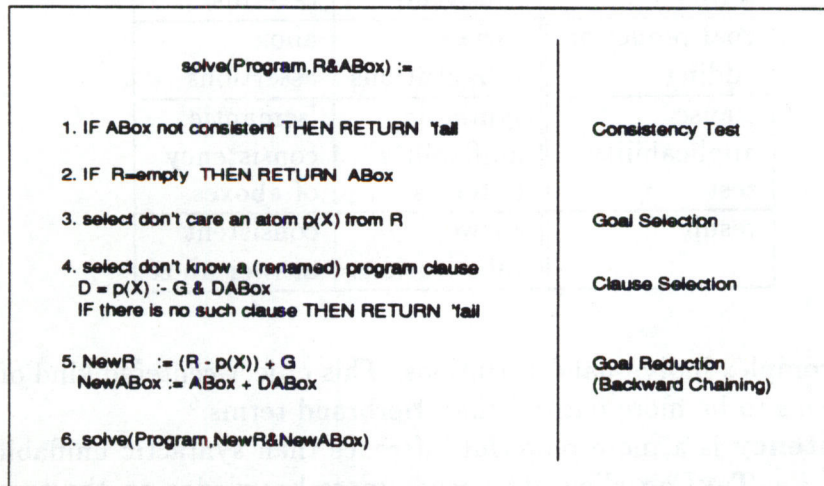 solve(Program,R&ABox) :=
1. IF ABox not consistent THEN RETURN 'fail
Consistency Test
2. IF R=empty THEN RETURN ABox
3. select don't care an atom p(X) from R
Goal Selection
4. select don't know a (renamed) program clause
D = p(X) :- G & DABox
IF there is no such clause THEN RETURN 'fail
Clause Selection
5. NewR := (R - p(X)) + G
NewABox := ABox + DABox
Goal Reduction
(Backward Chaining)
6. solve(Program,NewR&NewABox)